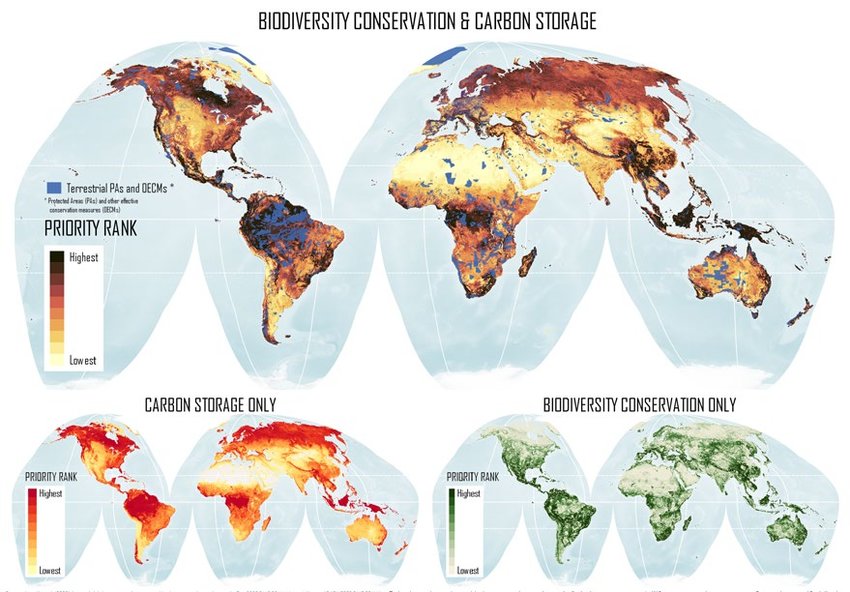 BIODIVERSITY CONSERVATION & CARBON STORAGE
Terrestrial PAs and OECMs *
* Protected Areas (PAs) and other effective
conservation measures (OECMs)
PRIORITY RANK
Highest
Lowest
CARBON STORAGE ONLY
PRIORITY RANK
Highest
Lowest
BIODIVERSITY CONSERVATION ONLY
PRIORITY RANK
Highest
Lowest